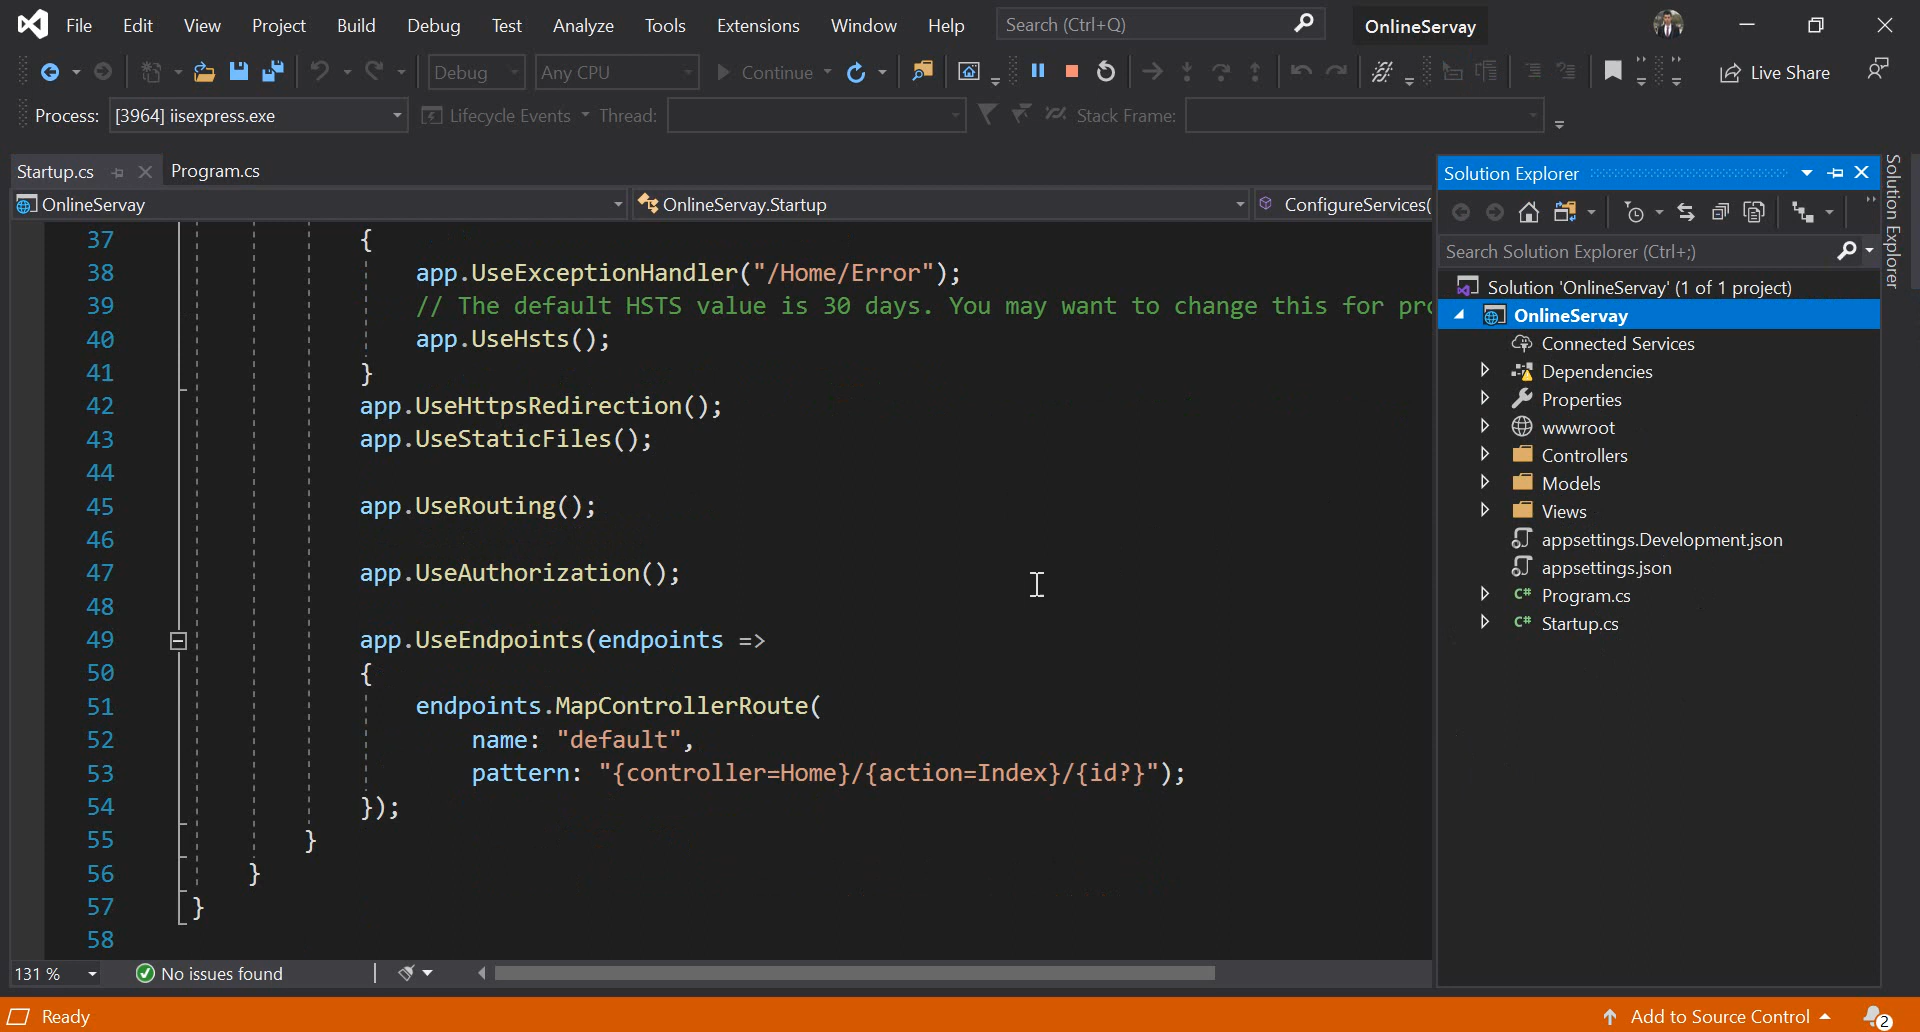 File Edit View Project Build Debug Test Analyze Tools Extensions Window Help Search (Ctrl+Q) OnlineServay
Debug Any CPU Continue Live Share
Process: [3964] iisexpress.exe Lifecycle Events Thread: Stack Frame:
Startup.cs Program.cs
OnlineServay OnlineServay.Startup ConfigureServices(
37 {
38 app.UseExceptionHandler("/Home/Error");
39 // The default HSTS value is 30 days. You may want to change this for pro
40 app.UseHsts();
41 }
42 app.UseHttpsRedirection();
43 app.UseStaticFiles();
44
45 app.UseRouting();
46
47 app.UseAuthorization();
48
49 app.UseEndpoints(endpoints =>
50 {
51 endpoints.MapControllerRoute(
52 name: "default",
53 pattern: "{controller=Home}/{action=Index}/{id?}");
54 });
55 }
56 }
57 }
58
131 % No issues found
Solution Explorer
Search Solution Explorer (Ctrl+;)
Solution 'OnlineServay' (1 of 1 project)
OnlineServay
Connected Services
Dependencies
Properties
wwwroot
Controllers
Models
Views
appsettings.Development.json
appsettings.json
C# Program.cs
C# Startup.cs
Solution Explorer
Ready Add to Source Control 2